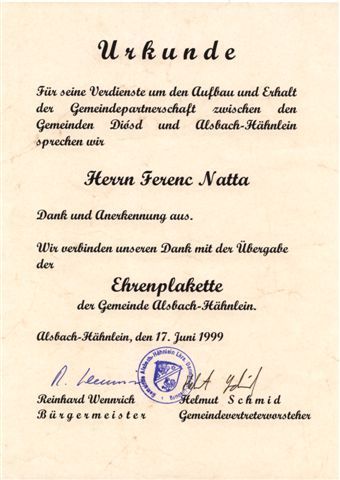 Urkunde
Für seine Verdienste um den Aufbau und Erhalt
der Gemeindepartnerschaft zwischen den
Gemeinden Diósd und Alsbach-Hähnlein
sprechen wir
Herrn Ferenc Natta
Dank und Anerkennung aus.
Wir verbinden unseren Dank mit der Übergabe
der
Ehrenplakette
der Gemeinde Alsbach-Hähnlein.
Alsbach-Hähnlein, den 17. Juni 1999
Reinhard Wennrich
Bürgermeister
Helmut Schmid
Gemeindevertretervorsteher